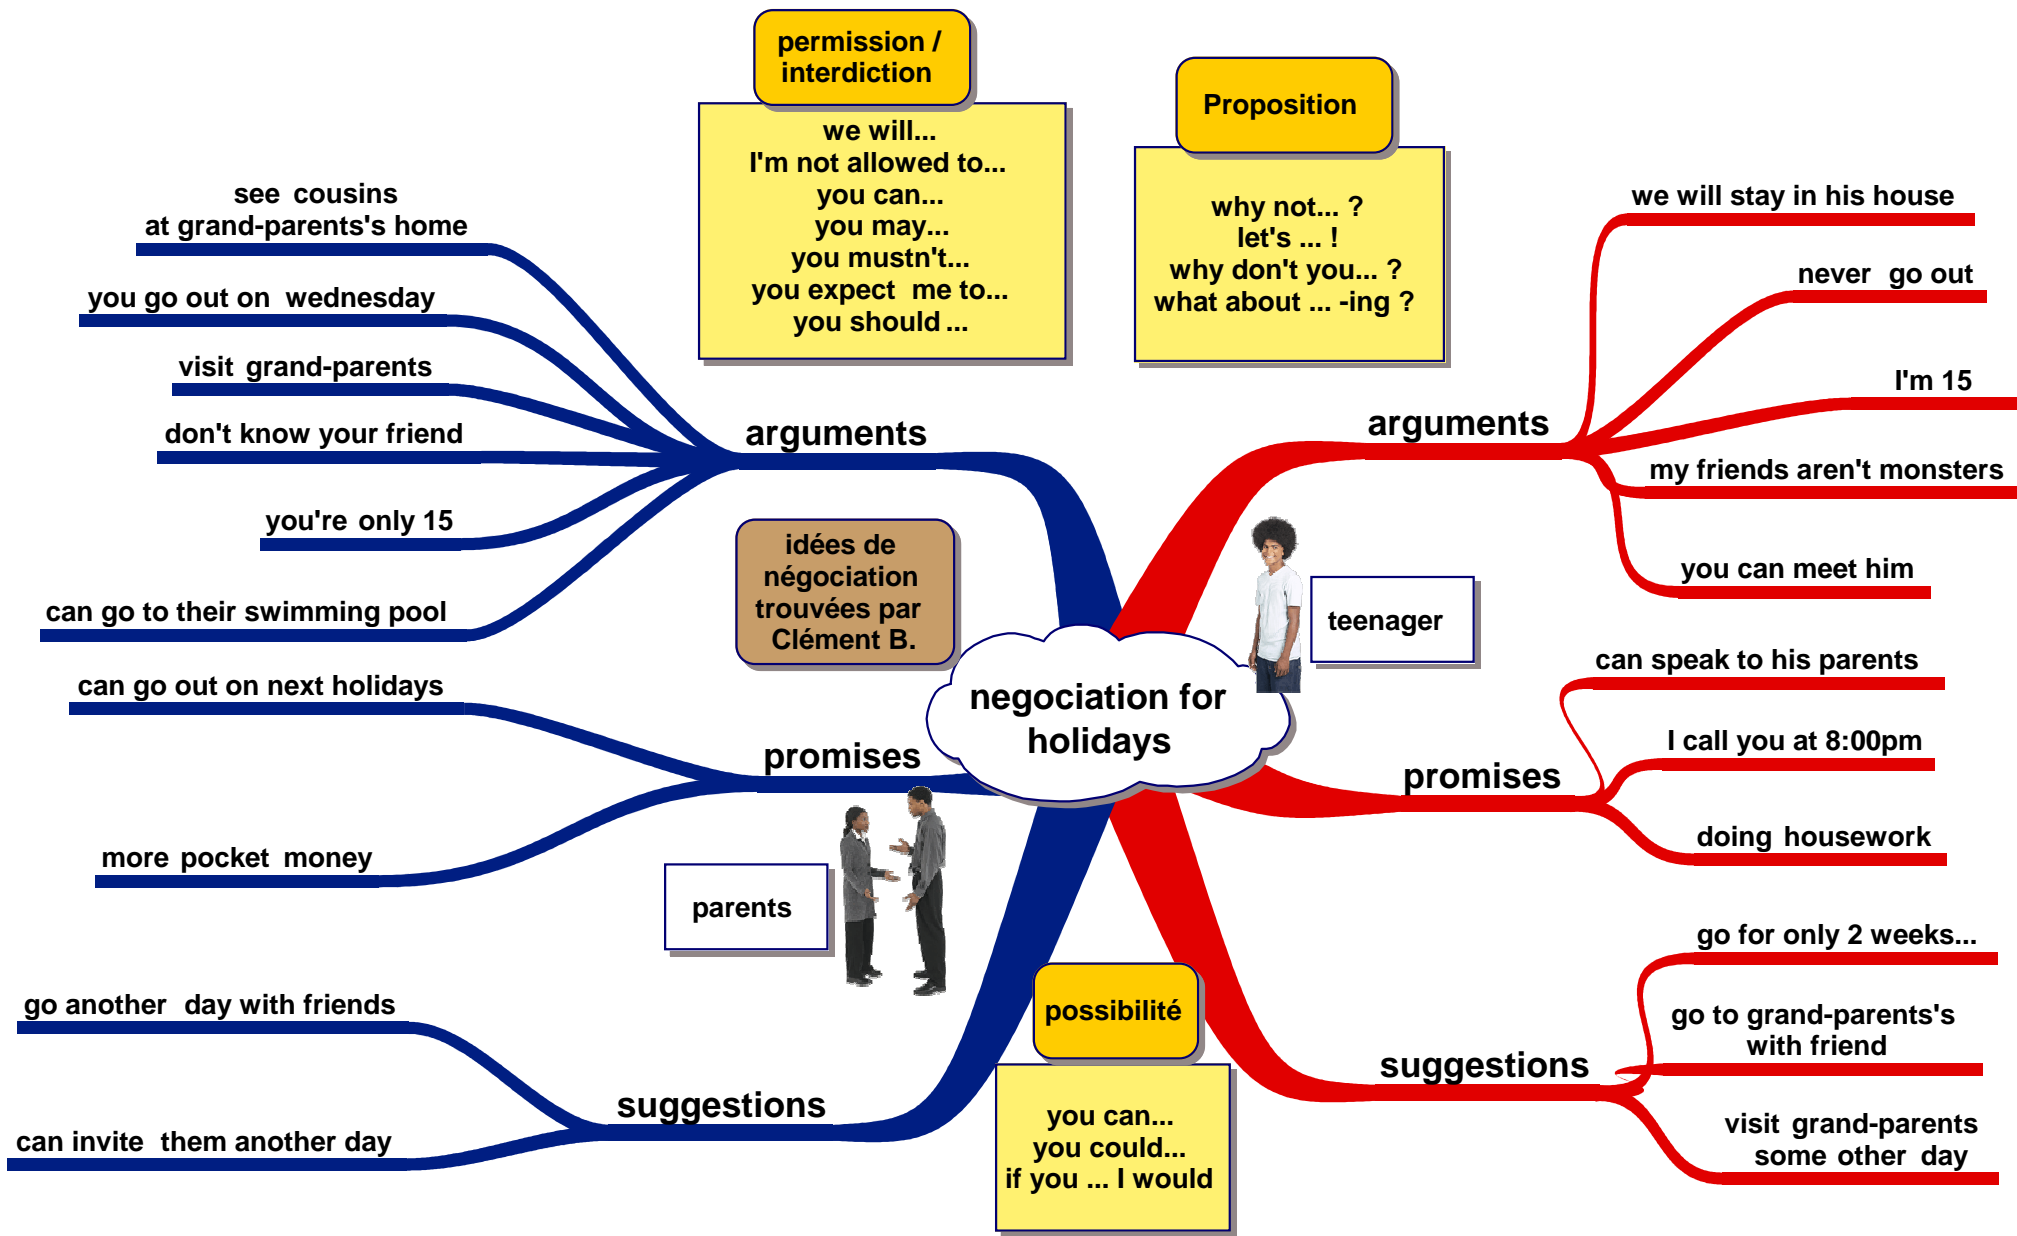 permission /
interdiction
we will...
I'm not allowed to...
you can...
you may...
you mustn't...
you expect me to...
you should ...
Proposition
why not... ?
let's ... !
why don't you... ?
what about ... -ing ?
see cousins
at grand-parents's home
you go out on wednesday
visit grand-parents
don't know your friend
you're only 15
can go to their swimming pool
arguments
idées de
négociation
trouvées par
Clément B.
can go out on next holidays
more pocket money
promises
parents
go another day with friends
can invite them another day
suggestions
negociation for
holidays
teenager
arguments
we will stay in his house
never go out
I'm 15
my friends aren't monsters
you can meet him
promises
can speak to his parents
I call you at 8:00pm
doing housework
suggestions
go for only 2 weeks...
go to grand-parents's
with friend
visit grand-parents
some other day
possibilité
you can...
you could...
if you ... I would